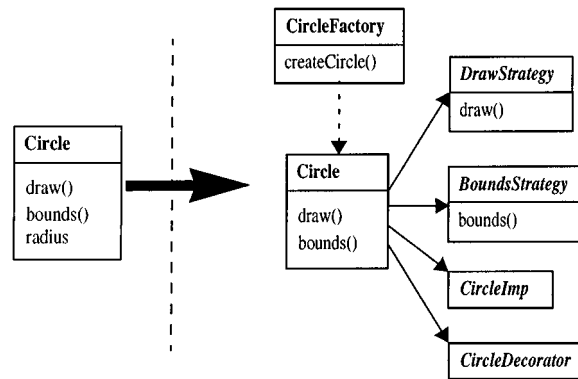 Circle
draw()
bounds()
radius
CircleFactory
createCircle()
Circle
draw()
bounds()
DrawStrategy
draw()
BoundsStrategy
bounds()
CircleImp
CircleDecorator